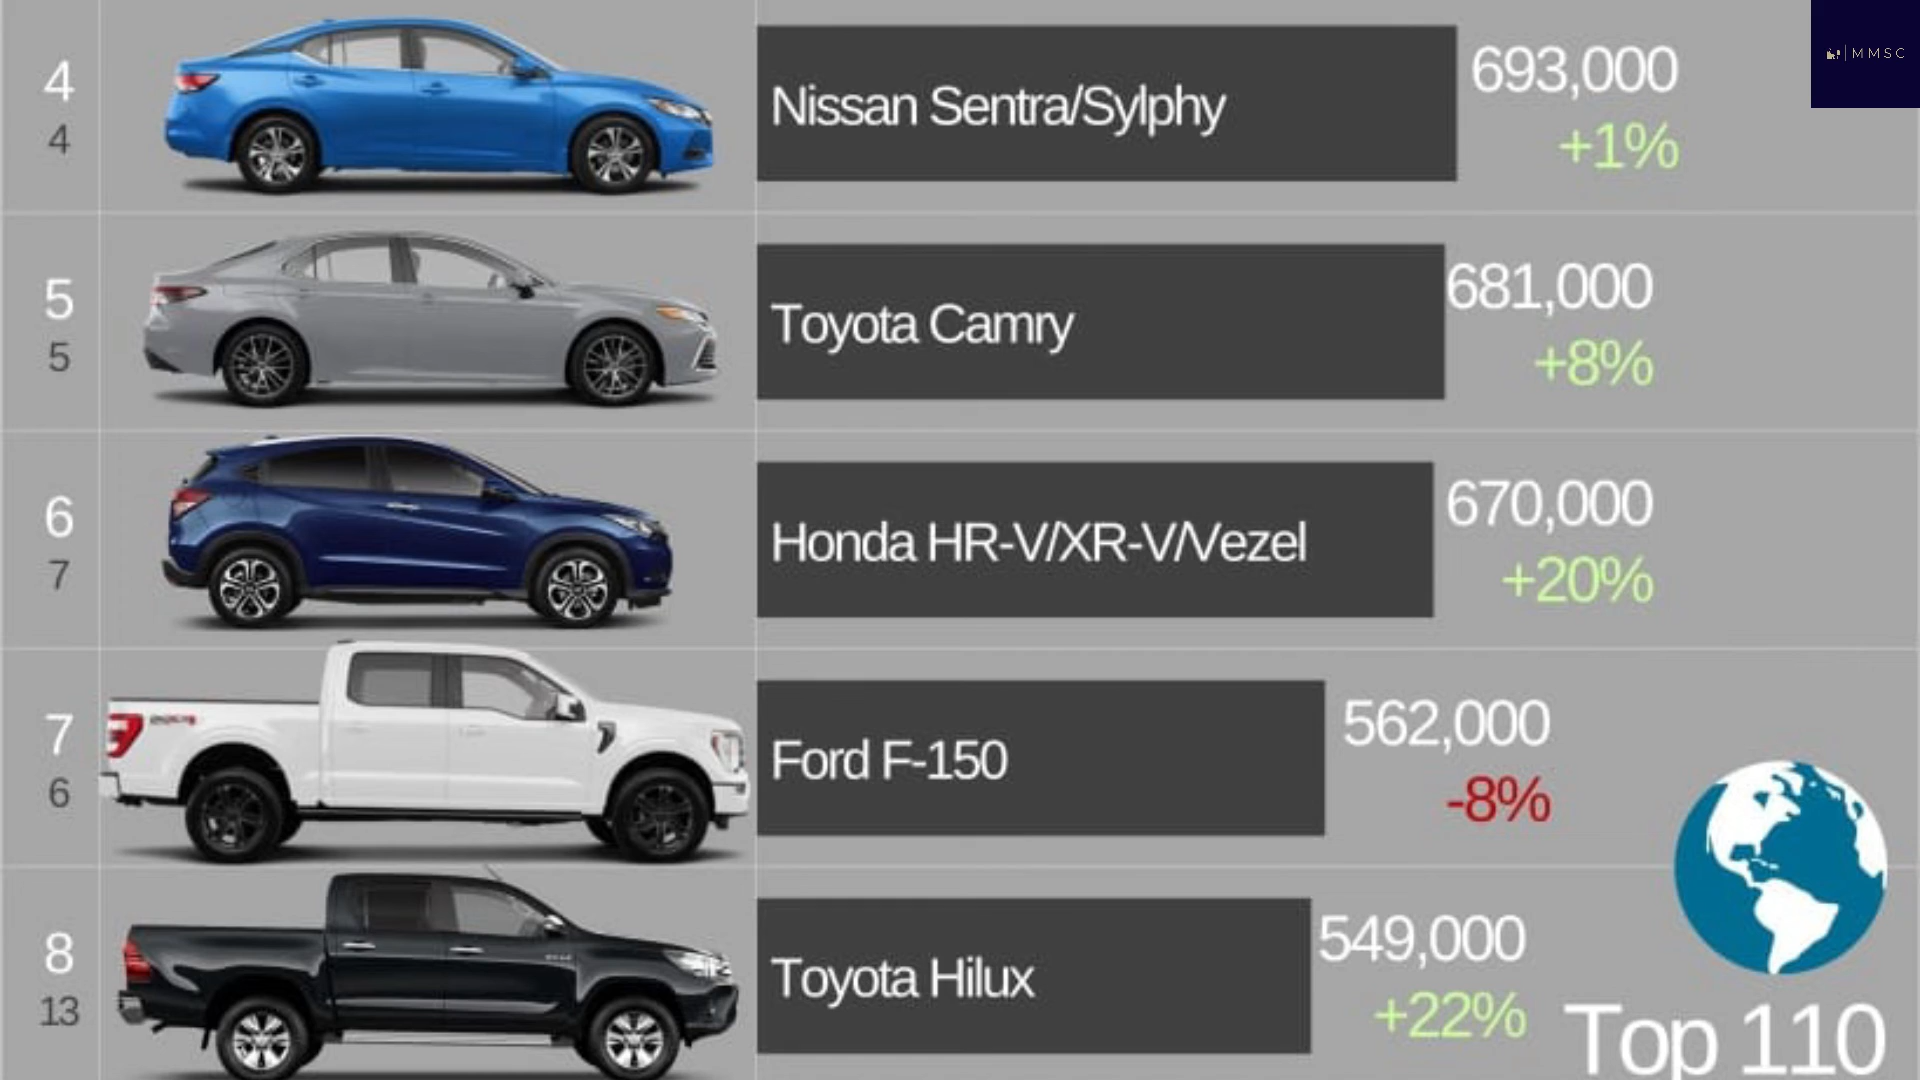 4
4
Nissan Sentra/Sylphy
693,000
+1%
MMSC
5
5
Toyota Camry
681,000
+8%
6
7
Honda HR-V/XR-V/Vezel
670,000
+20%
7
6
Ford F-150
562,000
-8%
8
13
Toyota Hilux
549,000
+22%
Top 110